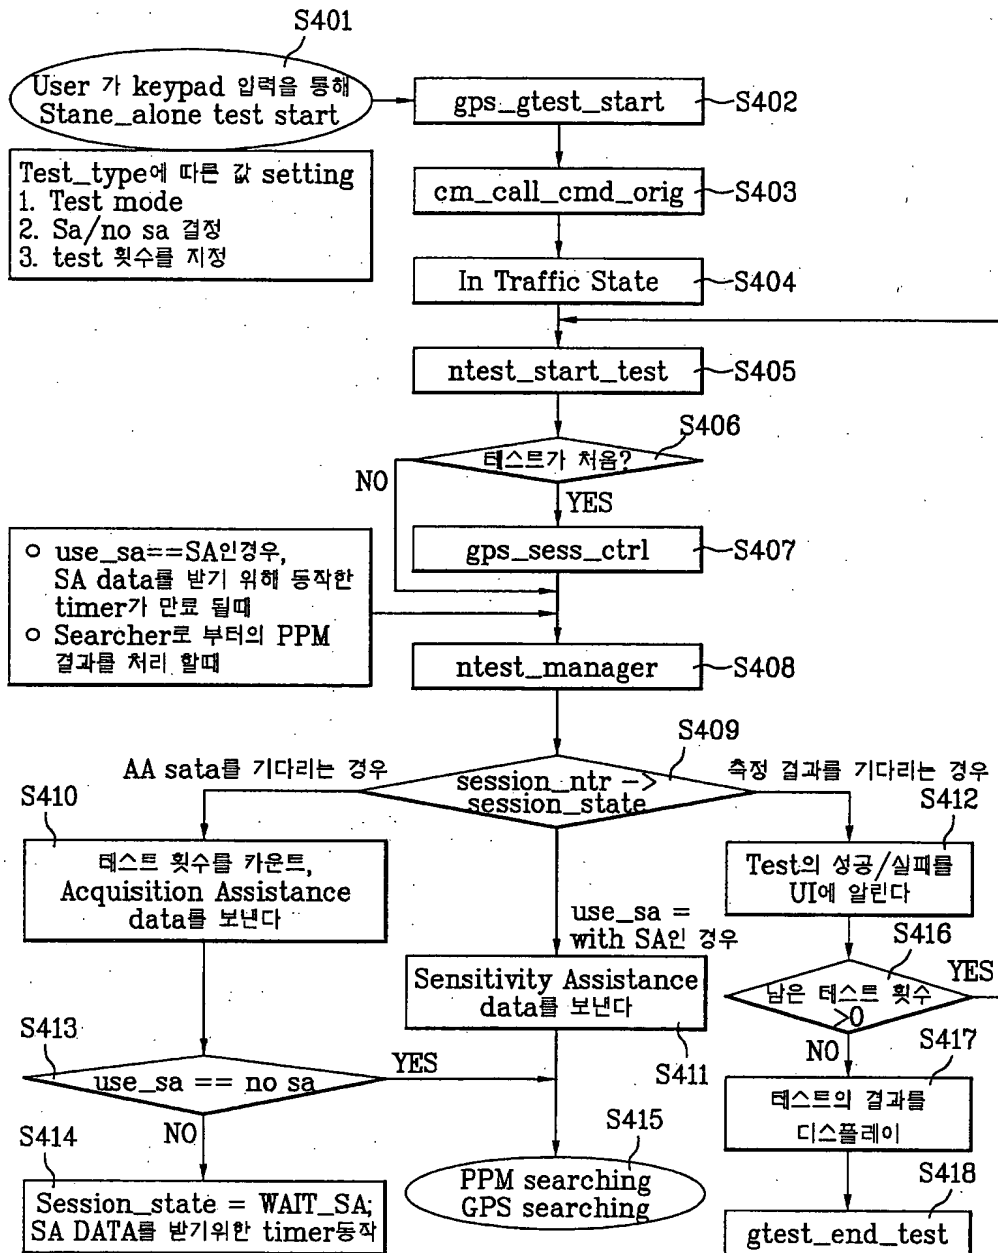 S401
User 가 keypad 입력을 통해
Stane_alone test start
gps_gtest_start
S402
Test_type에 따른 값 setting
1. Test mode
2. Sa/no sa 결정
3. test 횟수를 지정
cm_call_cmd_orig
S403
In Traffic State
S404
ntest_start_test
S405
S406
테스트가 처음?
NO
YES
gps_sess_ctrl
S407
○ use_sa==SA인경우,
SA data를 받기 위해 동작한
timer가 만료 될때
○ Searcher로 부터의 PPM
결과를 처리 할때
ntest_manager
S408
S409
AA sata를 기다리는 경우
session_ntr ->
session_state
측정 결과를 기다리는 경우
S410
S412
테스트 횟수를 카운트,
Acquisition Assistance
data를 보낸다
Test의 성공/실패를
UI에 알린다
use_sa =
with SA인 경우
S416
Sensitivity Assistance
data를 보낸다
S411
남은 테스트 횟수
>0
YES
NO
S413
use_sa == no sa
YES
NO
S417
테스트의 결과를
디스플레이
S414
Session_state = WAIT_SA;
SA DATA를 받기위한 timer동작
S415
PPM searching
GPS searching
S418
gtest_end_test